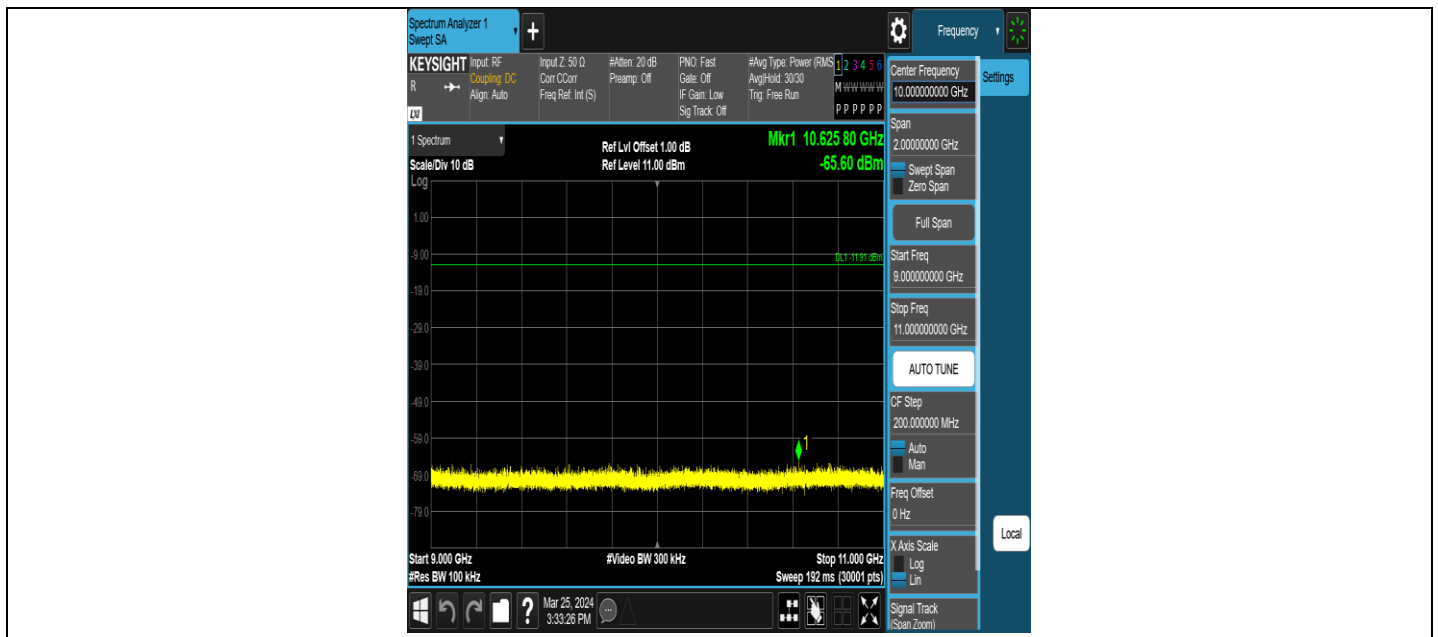 Spectrum Analyzer 1
Swept SA
+
Frequency
KEYSIGHT
R
LXI
Input: RF
Coupling: DC
Align: Auto
Input Z: 50 Ω
Corr CCorr
Freq Ref: Int (S)
#Atten: 20 dB
Preamp: Off
PNO: Fast
Gate: Off
IF Gain: Low
Sig Track: Off
#Avg Type: Power (RMS
Avg|Hold: 30/30
Trig: Free Run
1 2 3 4 5 6
M W W W W W
P P P P P P
1 Spectrum
Scale/Div 10 dB
Log
Ref Lvl Offset 1.00 dB
Ref Level 11.00 dBm
Mkr1 10.625 80 GHz
-65.60 dBm
1.00
-9.00
DL1 -11.91 dBm
-19.0
-29.0
-39.0
-49.0
-59.0
1
-69.0
-79.0
Start 9.000 GHz
#Video BW 300 kHz
Stop 11.000 GHz
#Res BW 100 kHz
Sweep 192 ms (30001 pts)
?
Mar 25, 2024
3:33:26 PM
Center Frequency
10.000000000 GHz
Settings
Span
2.00000000 GHz
Swept Span
Zero Span
Full Span
Start Freq
9.000000000 GHz
Stop Freq
11.000000000 GHz
AUTO TUNE
CF Step
200.000000 MHz
Auto
Man
Freq Offset
0 Hz
X Axis Scale
Log
Lin
Signal Track
(Span Zoom)
Local